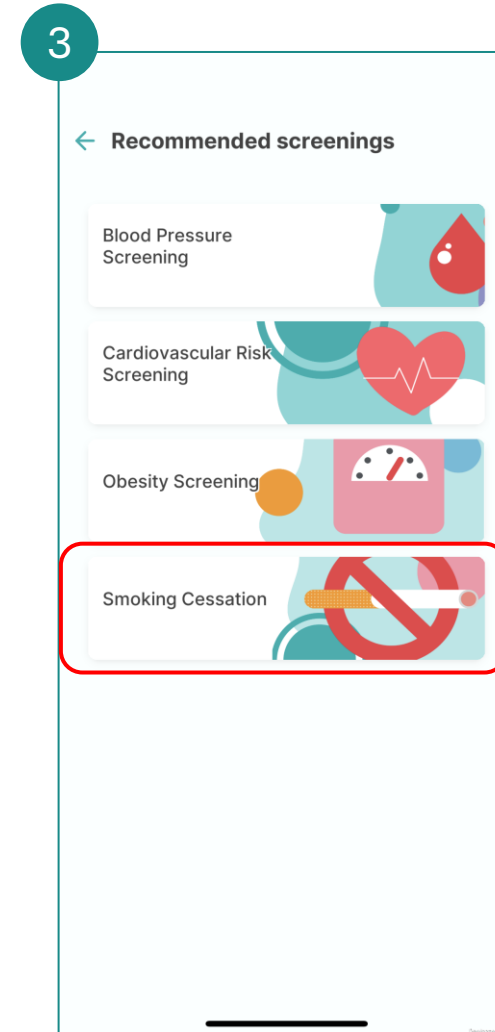 3
Recommended screenings
Blood Pressure
Screening
Cardiovascular Risk
Screening
Obesity Screening
Smoking Cessation